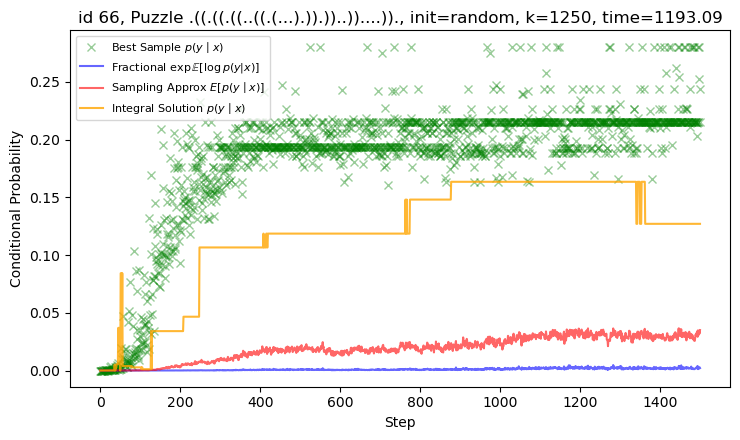 id 66, Puzzle .((.((.((..((.((...).)).))..))....))., init=random, k=1250, time=1193.09
Best Sample p(y | x)
Fractional exp𝔼[log p(y|x)]
Sampling Approx E[p(y | x)]
Integral Solution p(y | x)
Conditional Probability
0.25
0.20
0.15
0.10
0.05
0.00
0 200 400 600 800 1000 1200 1400
Step